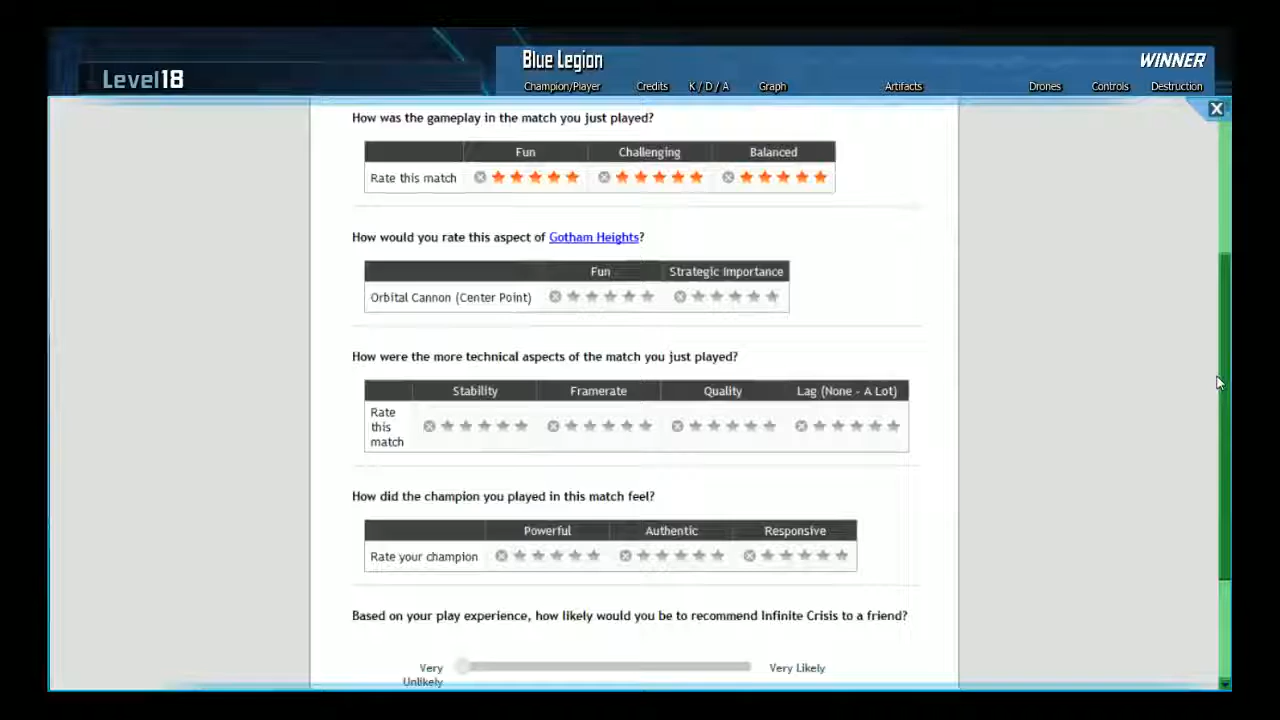 Level18
Blue Legion
WINNER
Champion/Player Credits K / D / A Graph Artifacts Drones Controls Destruction
How was the gameplay in the match you just played?
Fun Challenging Balanced
Rate this match
How would you rate this aspect of Gotham Heights?
Fun Strategic Importance
Orbital Cannon (Center Point)
How were the more technical aspects of the match you just played?
Stability Framerate Quality Lag (None - A Lot)
Rate
this
match
How did the champion you played in this match feel?
Powerful Authentic Responsive
Rate your champion
Based on your play experience, how likely would you be to recommend Infinite Crisis to a friend?
Very Very Likely
Unlikely